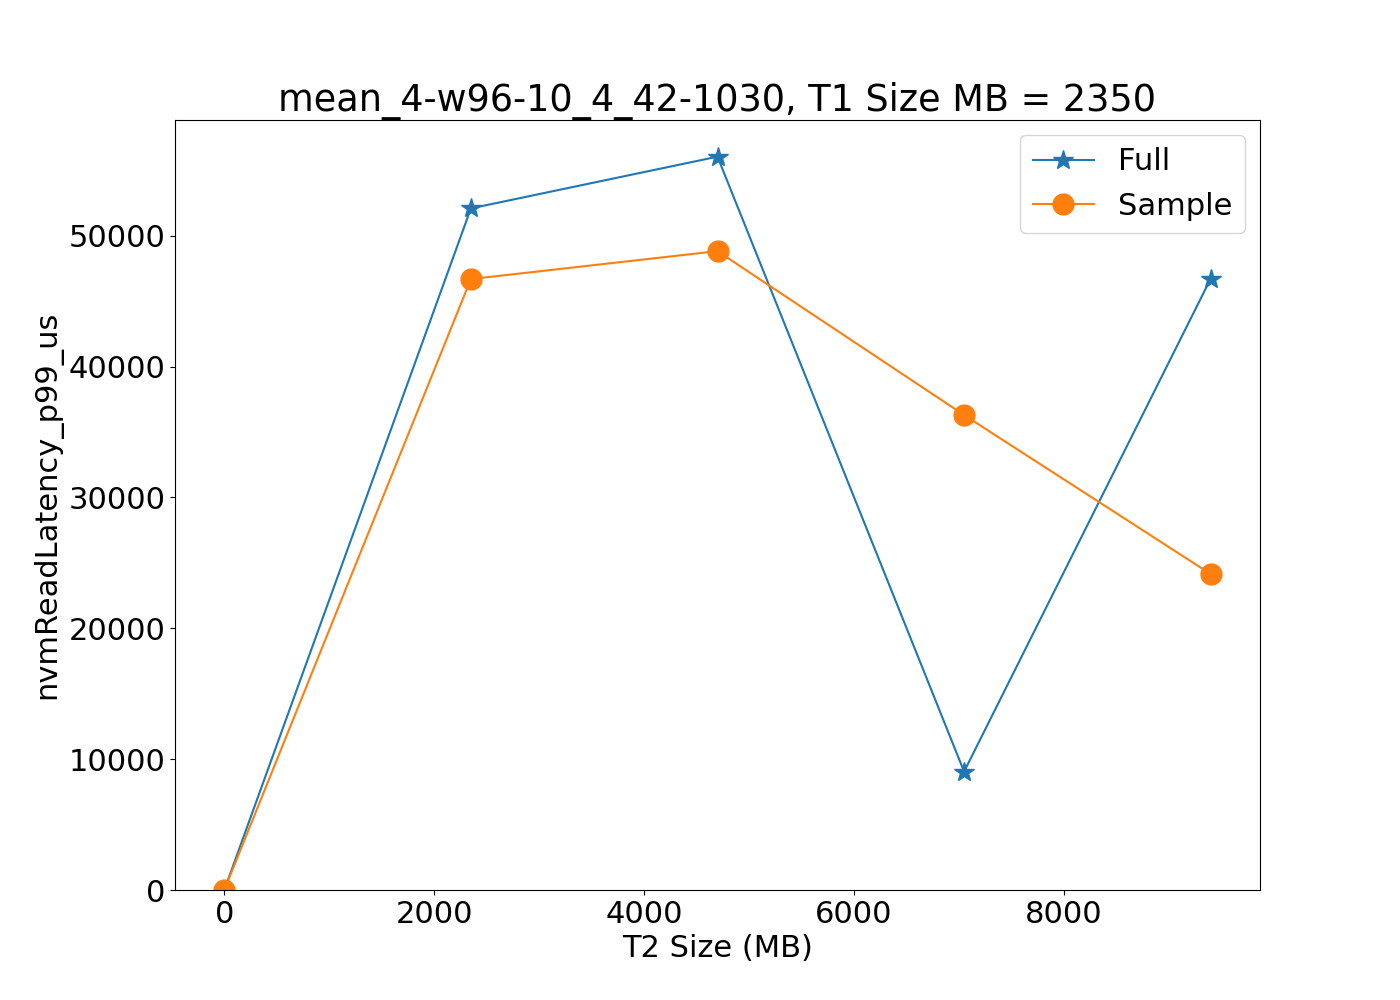 mean_4-w96-10_4_42-1030, T1 Size MB = 2350
Full
Sample
50000
40000
30000
20000
10000
0
nvmReadLatency_p99_us
0 2000 4000 6000 8000
T2 Size (MB)